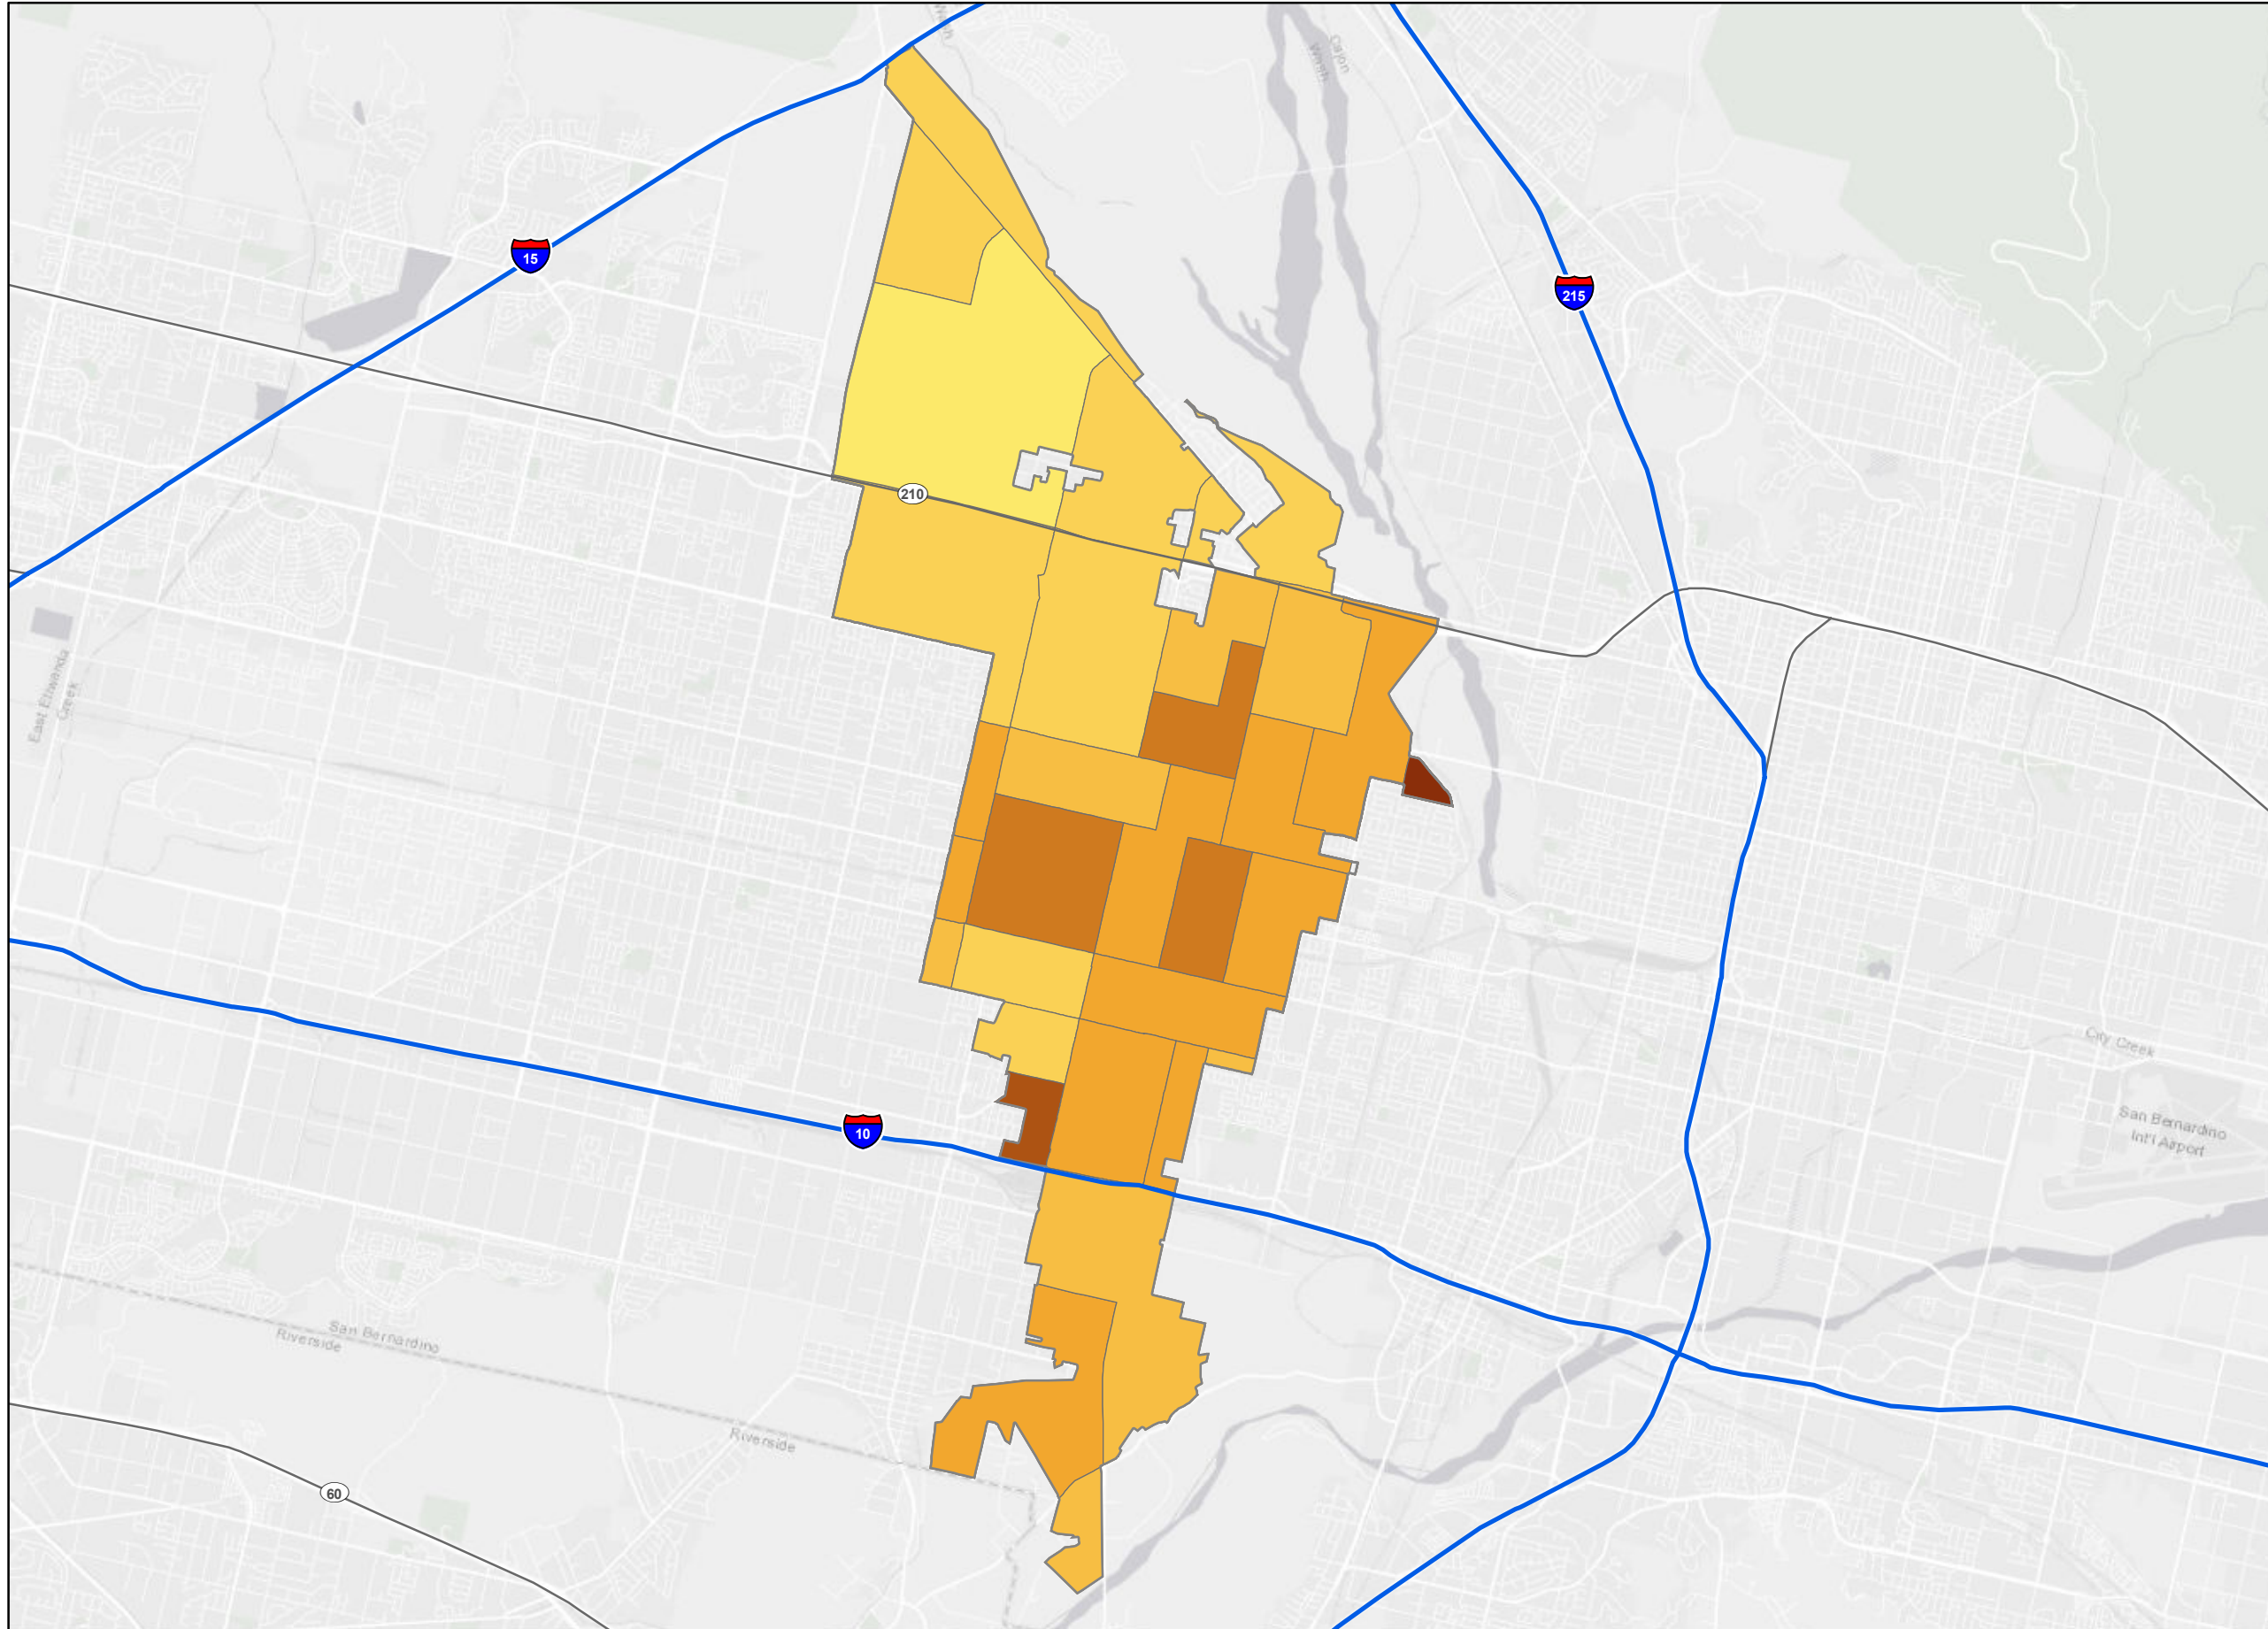 Wash
Cajon
Wash
15
215
210
East Etiwanda
Creek
City Creek
San Bernardino
Int'l Airport
10
San Bernardino
Riverside
Riverside
60